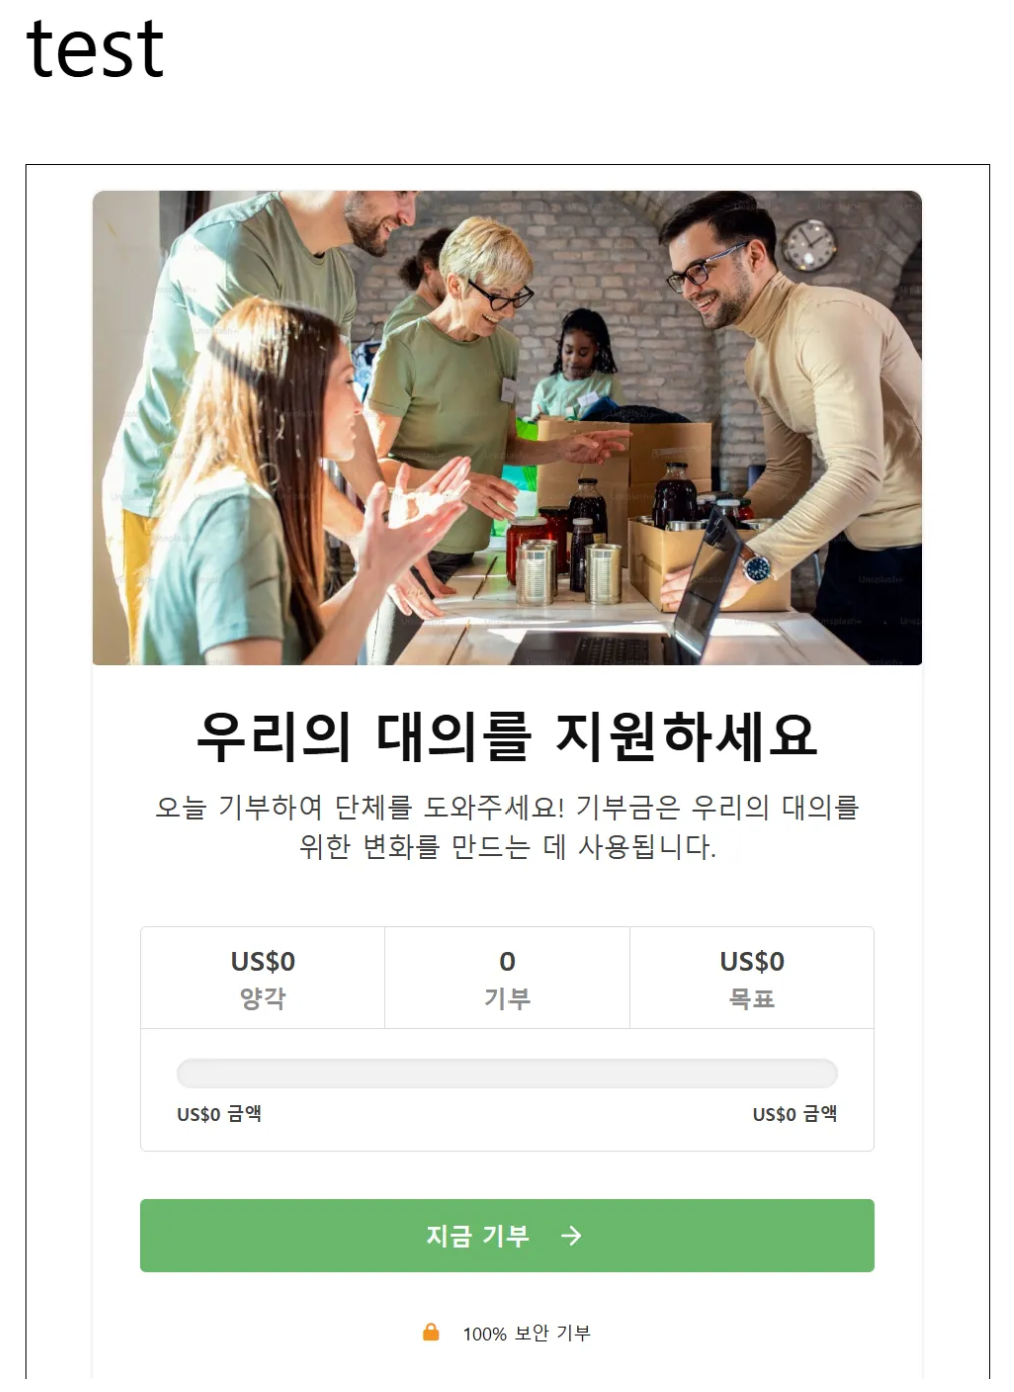 test
우리의 대의를 지원하세요
오늘 기부하여 단체를 도와주세요! 기부금은 우리의 대의를
위한 변화를 만드는 데 사용됩니다.
US$0
양각
0
기부
US$0
목표
US$0 금액
US$0 금액
지금 기부 →
100% 보안 기부